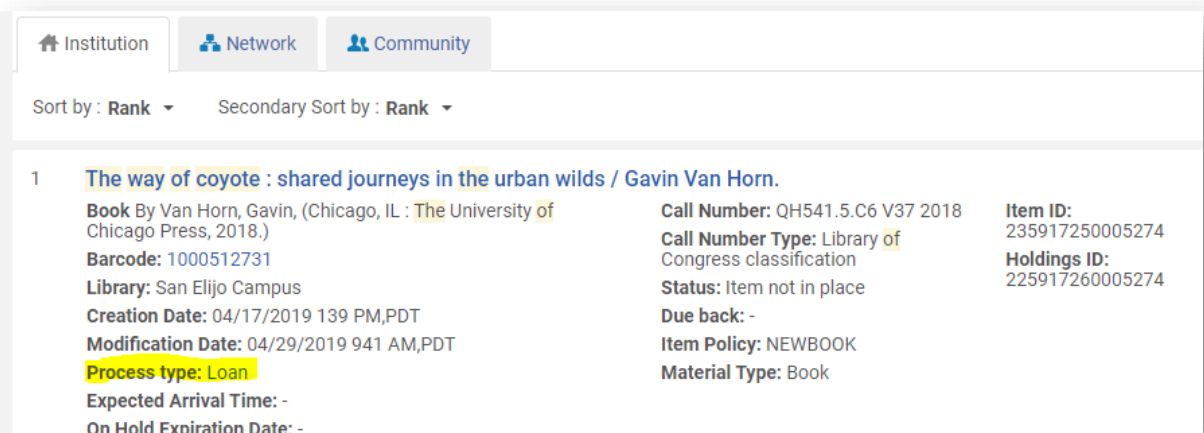 Institution Network Community
Sort by : Rank Secondary Sort by : Rank
1 The way of coyote : shared journeys in the urban wilds / Gavin Van Horn.
Book By Van Horn, Gavin, (Chicago, IL : The University of
Chicago Press, 2018.)
Barcode: 1000512731
Library: San Elijo Campus
Creation Date: 04/17/2019 139 PM,PDT
Modification Date: 04/29/2019 941 AM,PDT
Process type: Loan
Expected Arrival Time: -
On Hold Expiration Date: -
Call Number: QH541.5.C6 V37 2018
Call Number Type: Library of
Congress classification
Status: Item not in place
Due back: -
Item Policy: NEWBOOK
Material Type: Book
Item ID:
235917250005274
Holdings ID:
225917260005274